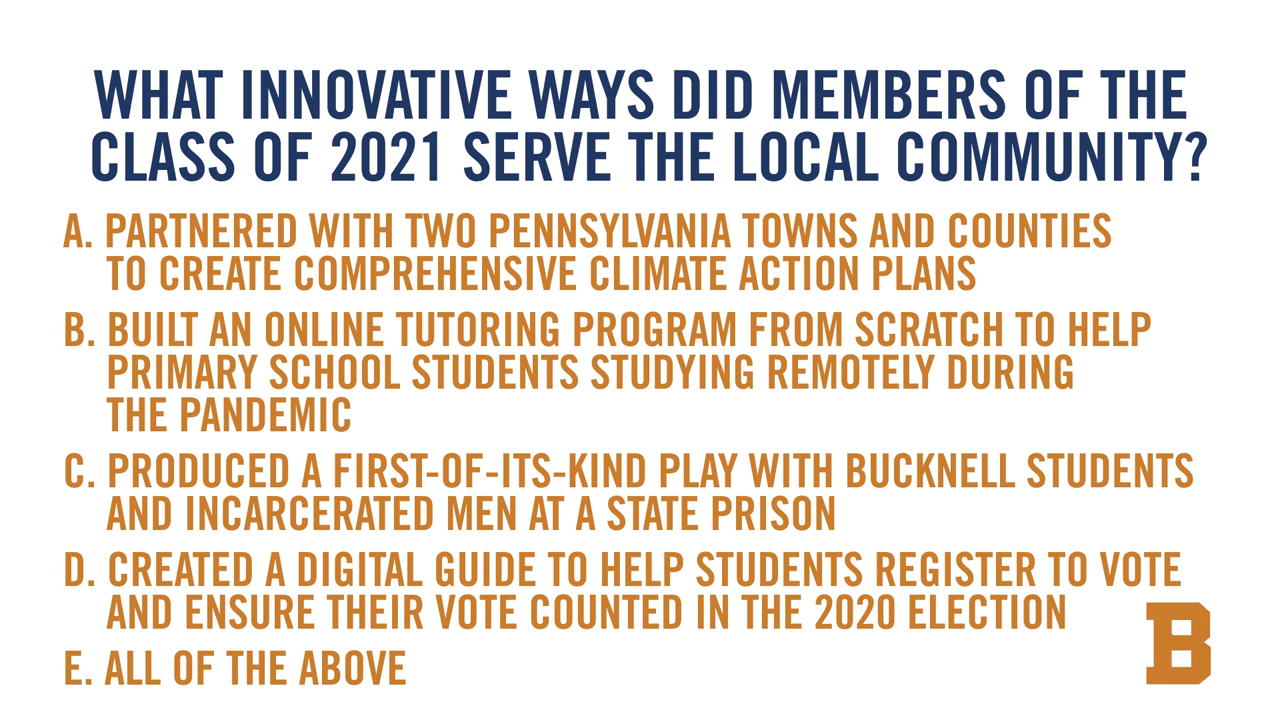 WHAT INNOVATIVE WAYS DID MEMBERS OF THE
CLASS OF 2021 SERVE THE LOCAL COMMUNITY?
A. PARTNERED WITH TWO PENNSYLVANIA TOWNS AND COUNTIES
TO CREATE COMPREHENSIVE CLIMATE ACTION PLANS
B. BUILT AN ONLINE TUTORING PROGRAM FROM SCRATCH TO HELP
PRIMARY SCHOOL STUDENTS STUDYING REMOTELY DURING
THE PANDEMIC
C. PRODUCED A FIRST-OF-ITS-KIND PLAY WITH BUCKNELL STUDENTS
AND INCARCERATED MEN AT A STATE PRISON
D. CREATED A DIGITAL GUIDE TO HELP STUDENTS REGISTER TO VOTE
AND ENSURE THEIR VOTE COUNTED IN THE 2020 ELECTION
E. ALL OF THE ABOVE
B